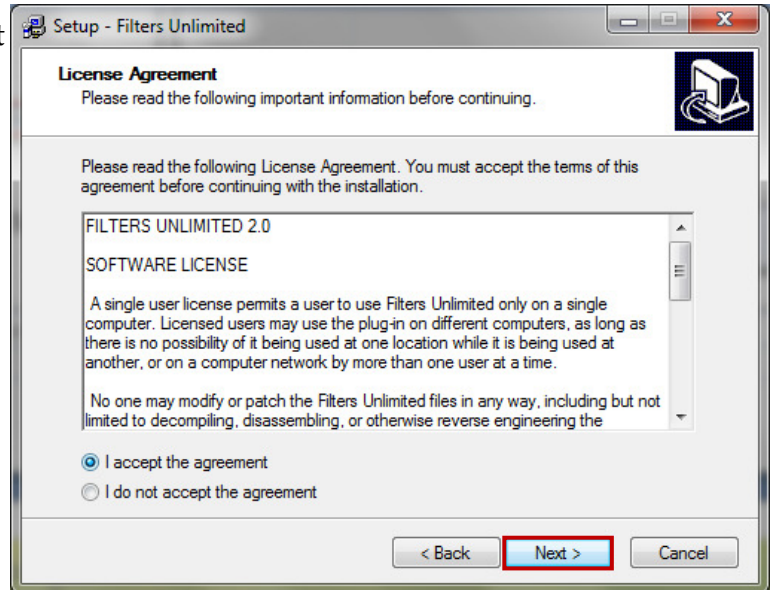 t
Setup - Filters Unlimited
License Agreement
Please read the following important information before continuing.
Please read the following License Agreement. You must accept the terms of this
agreement before continuing with the installation.
FILTERS UNLIMITED 2.0
SOFTWARE LICENSE
A single user license permits a user to use Filters Unlimited only on a single
computer. Licensed users may use the plug-in on different computers, as long as
there is no possibility of it being used at one location while it is being used at
another, or on a computer network by more than one user at a time.
No one may modify or patch the Filters Unlimited files in any way, including but not
limited to decompiling, disassembling, or otherwise reverse engineering the
I accept the agreement
I do not accept the agreement
< Back Next > Cancel